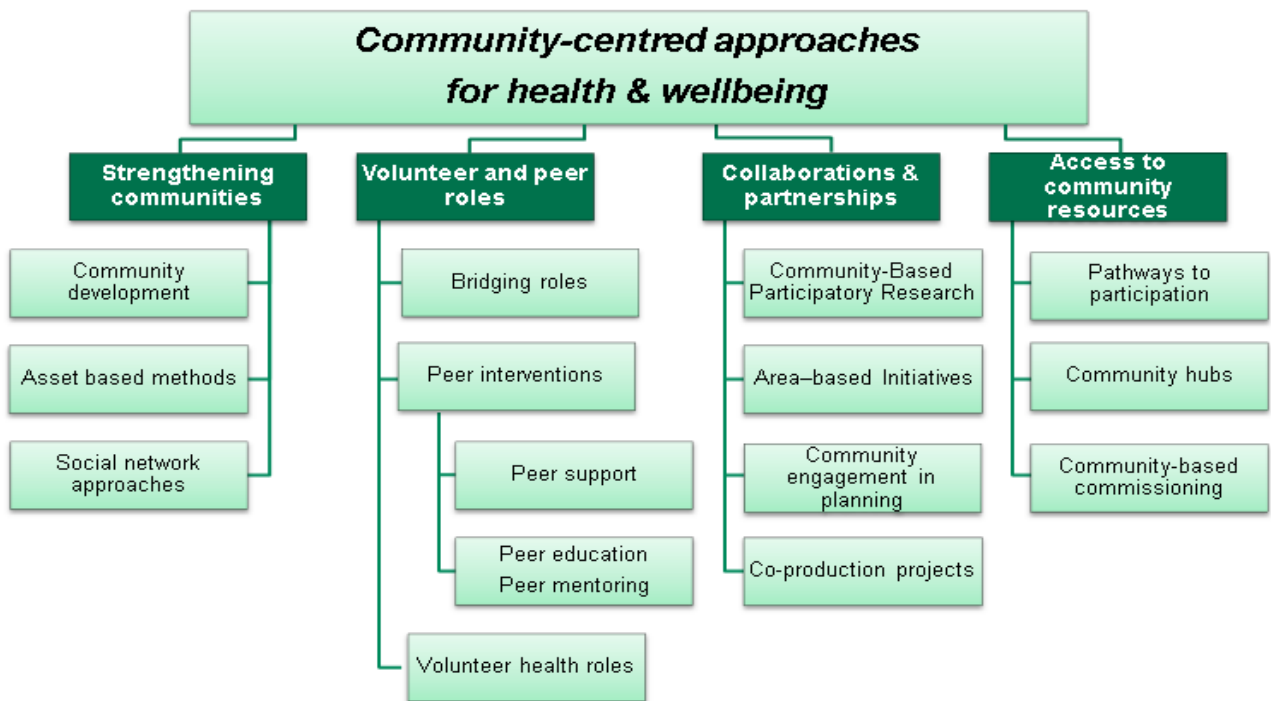 Community-centred approaches
for health & wellbeing
Strengthening
communities
Community
development
Asset based methods
Social network
approaches
Volunteer and peer
roles
Bridging roles
Peer interventions
Peer support
Peer education
Peer mentoring
Volunteer health roles
Collaborations &
partnerships
Community-Based
Participatory Research
Area–based Initiatives
Community
engagement in
planning
Co-production projects
Access to
community
resources
Pathways to
participation
Community hubs
Community-based
commissioning